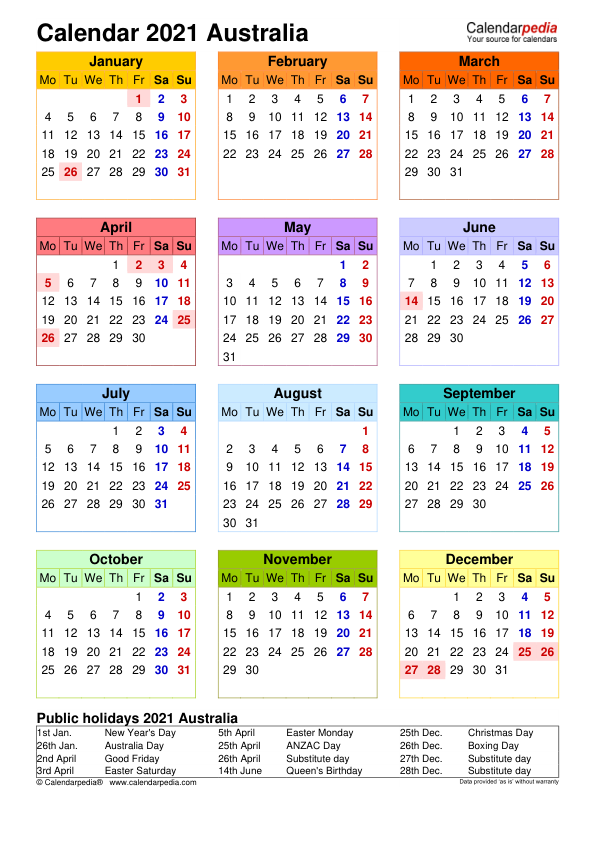 Calendar 2021 Australia
Calendarpedia
Your source for calendars
January February March
Mo Tu We Th Fr Sa Su Mo Tu We Th Fr Sa Su Mo Tu We Th Fr Sa Su
1 2 3 1 2 3 4 5 6 7 1 2 3 4 5 6 7
4 5 6 7 8 9 10 8 9 10 11 12 13 14 8 9 10 11 12 13 14
11 12 13 14 15 16 17 15 16 17 18 19 20 21 15 16 17 18 19 20 21
18 19 20 21 22 23 24 22 23 24 25 26 27 28 22 23 24 25 26 27 28
25 26 27 28 29 30 31 29 30 31
April May June
Mo Tu We Th Fr Sa Su Mo Tu We Th Fr Sa Su Mo Tu We Th Fr Sa Su
1 2 3 4 1 2 1 2 3 4 5 6
5 6 7 8 9 10 11 3 4 5 6 7 8 9 7 8 9 10 11 12 13
12 13 14 15 16 17 18 10 11 12 13 14 15 16 14 15 16 17 18 19 20
19 20 21 22 23 24 25 17 18 19 20 21 22 23 21 22 23 24 25 26 27
26 27 28 29 30 24 25 26 27 28 29 30 28 29 30
31
July August September
Mo Tu We Th Fr Sa Su Mo Tu We Th Fr Sa Su Mo Tu We Th Fr Sa Su
1 2 3 4 1 1 2 3 4 5
5 6 7 8 9 10 11 2 3 4 5 6 7 8 6 7 8 9 10 11 12
12 13 14 15 16 17 18 9 10 11 12 13 14 15 13 14 15 16 17 18 19
19 20 21 22 23 24 25 16 17 18 19 20 21 22 20 21 22 23 24 25 26
26 27 28 29 30 31 23 24 25 26 27 28 29 27 28 29 30
30 31
October November December
Mo Tu We Th Fr Sa Su Mo Tu We Th Fr Sa Su Mo Tu We Th Fr Sa Su
1 2 3 1 2 3 4 5 6 7 1 2 3 4 5
4 5 6 7 8 9 10 8 9 10 11 12 13 14 6 7 8 9 10 11 12
11 12 13 14 15 16 17 15 16 17 18 19 20 21 13 14 15 16 17 18 19
18 19 20 21 22 23 24 22 23 24 25 26 27 28 20 21 22 23 24 25 26
25 26 27 28 29 30 31 29 30 27 28 29 30 31
Public holidays 2021 Australia
1st Jan. New Year's Day 5th April Easter Monday 25th Dec. Christmas Day
26th Jan. Australia Day 25th April ANZAC Day 26th Dec. Boxing Day
2nd April Good Friday 26th April Substitute day 27th Dec. Substitute day
3rd April Easter Saturday 14th June Queen's Birthday 28th Dec. Substitute day
© Calendarpedia® www.calendarpedia.com Data provided 'as is' without warranty